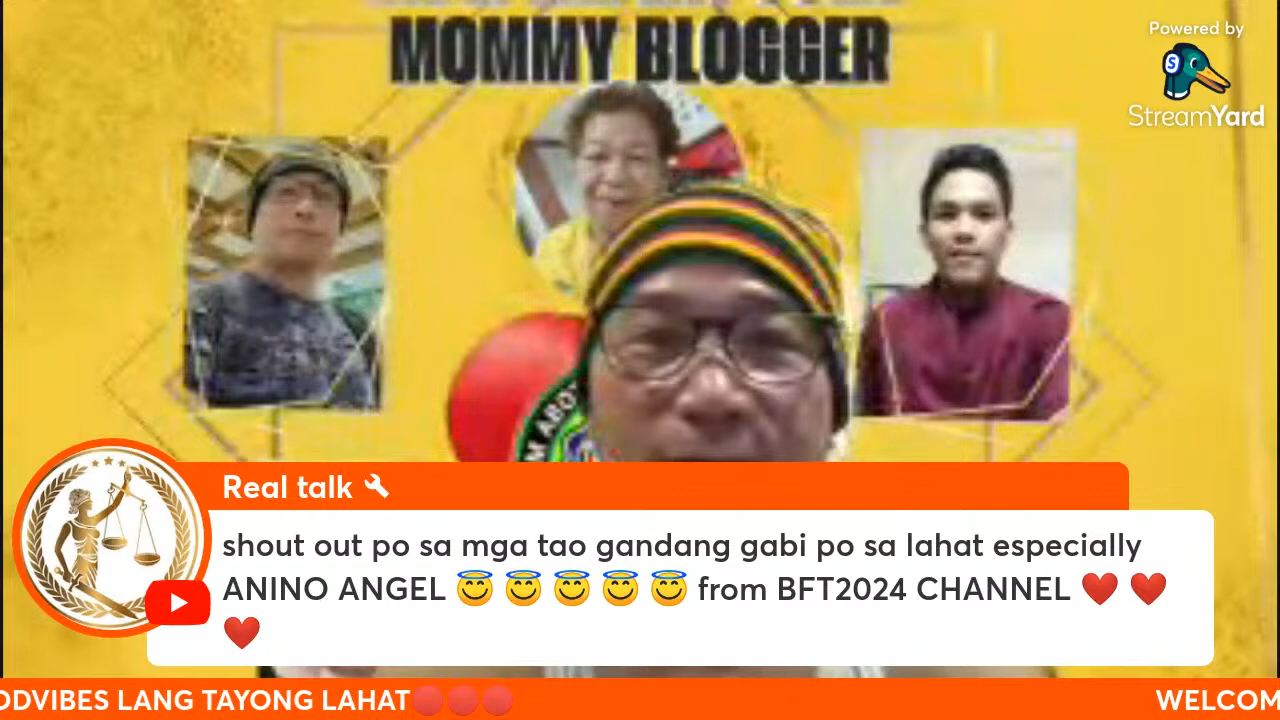 MOMMY BLOGGER
Powered by
StreamYard
M ABO
Real talk
shout out po sa mga tao gandang gabi po sa lahat especially
ANINO ANGEL 😇 😇 😇 😇 😇 from BFT2024 CHANNEL ❤️ ❤️
❤️
ODVIBES LANG TAYONG LAHAT🔴🔴🔴 WELCOM